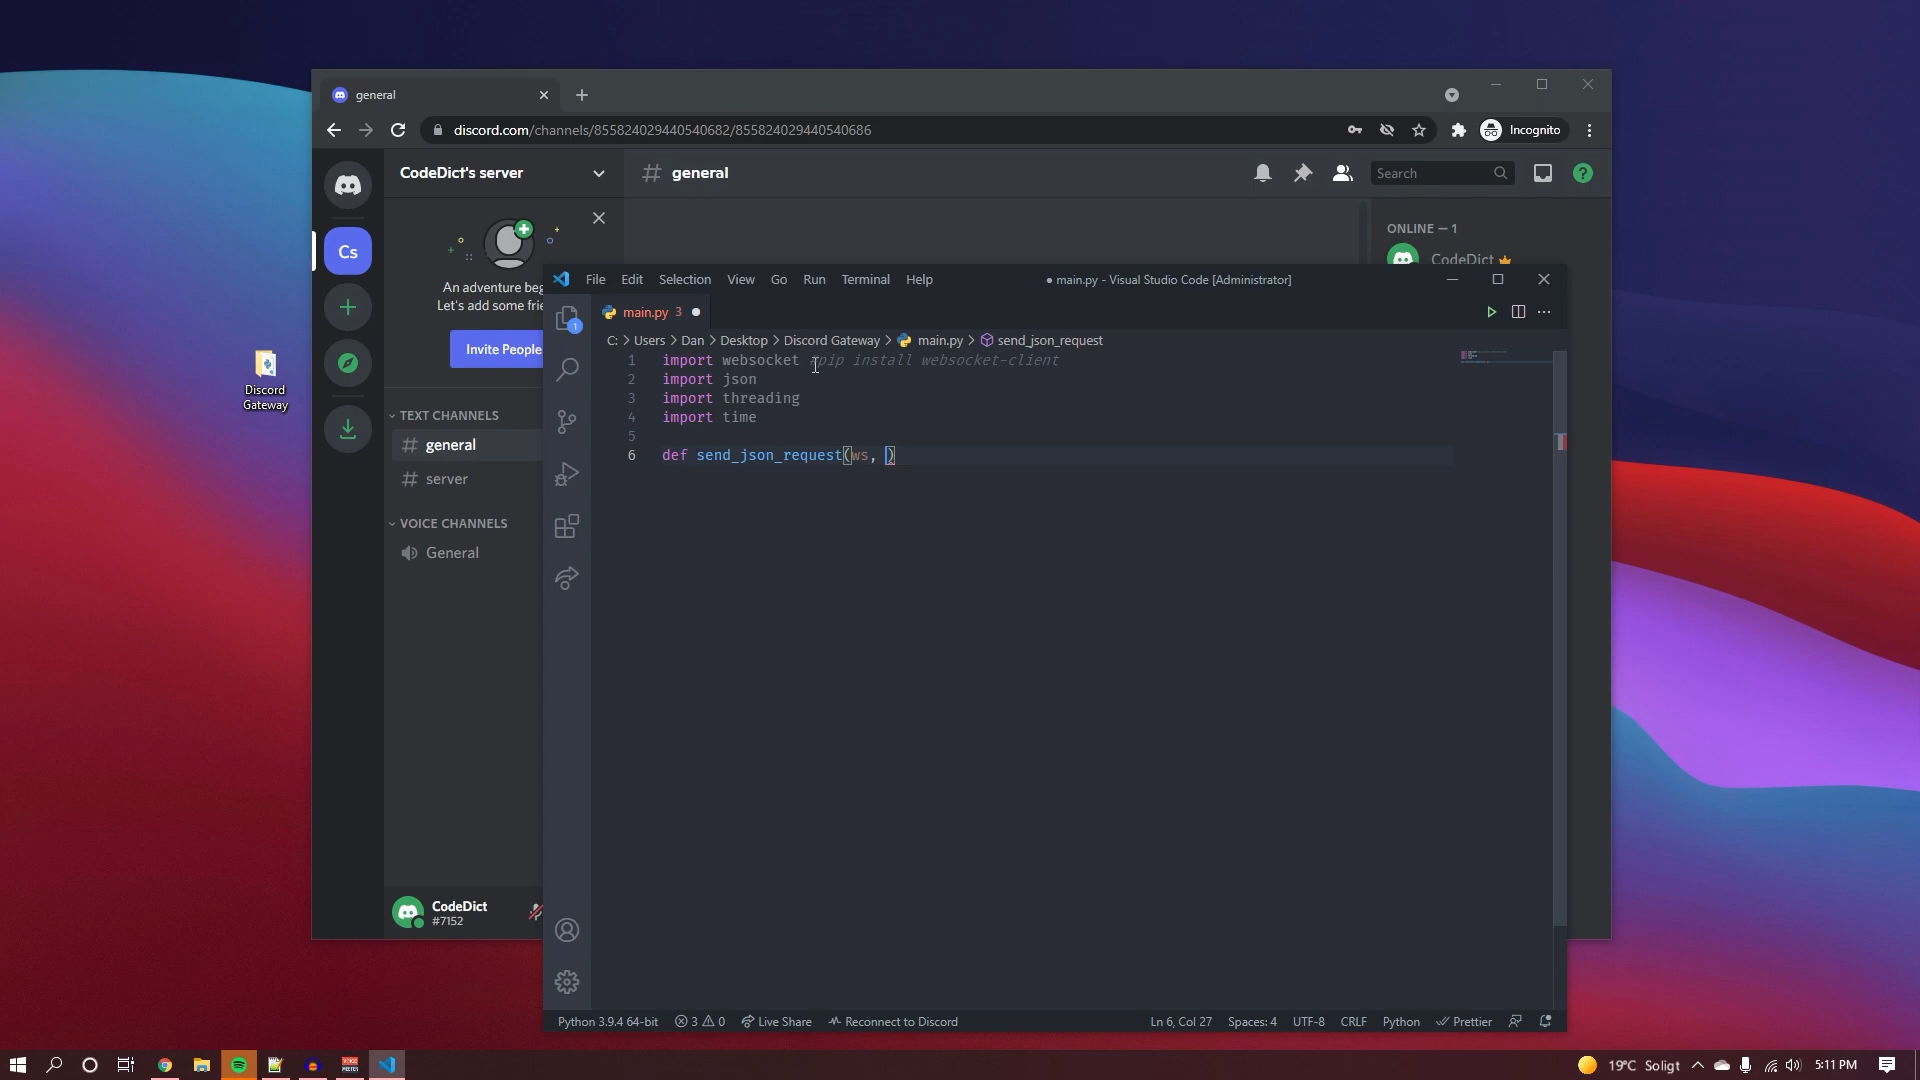 general
discord.com/channels/855824029440540682/855824029440540686
Incognito
CodeDict's server
general
Search
?
Cs
An adventure beg
Let's add some frie
Invite People
ONLINE — 1
CodeDict
TEXT CHANNELS
general
server
VOICE CHANNELS
General
CodeDict
#7152
Discord
Gateway
File Edit Selection View Go Run Terminal Help
● main.py - Visual Studio Code [Administrator]
1
main.py 3
C: > Users > Dan > Desktop > Discord Gateway > main.py > send_json_request
1 import websocket #pip install websocket-client
2 import json
3 import threading
4 import time
5
6 def send_json_request(ws, )
Python 3.9.4 64-bit 3 0 Live Share Reconnect to Discord Ln 6, Col 27 Spaces: 4 UTF-8 CRLF Python Prettier
VOICE
MEETER
19°C Soligt
5:11 PM